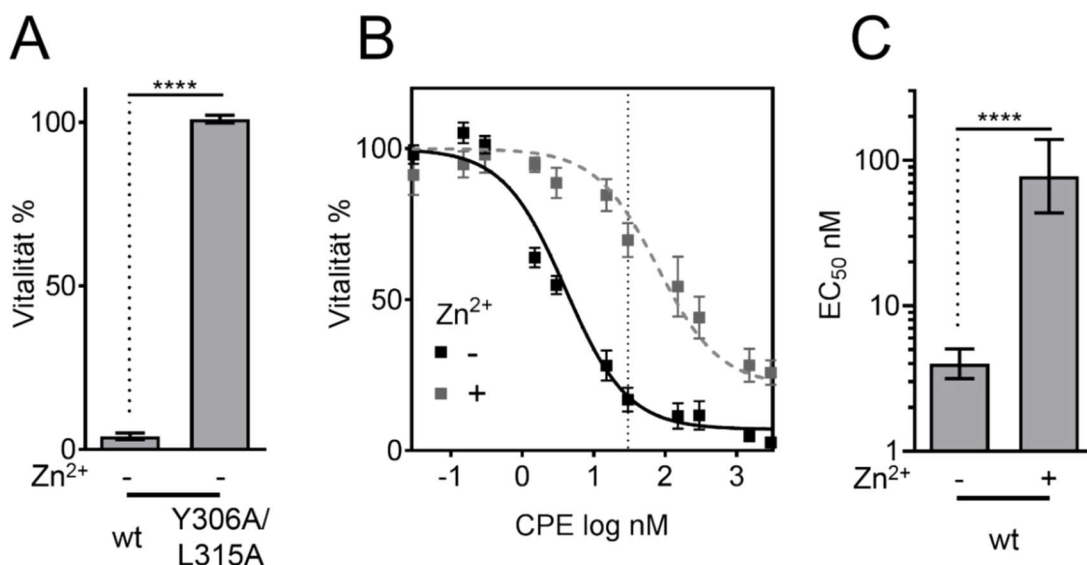 A
Vitalität %
100
50
0
****
Zn²⁺
- -
wt
Y306A/
L315A
B
Vitalität %
100
50
0
Zn²⁺
-
+
-1 0 1 2 3
CPE log nM
C
EC₅₀ nM
100
10
1
****
Zn²⁺
- +
wt